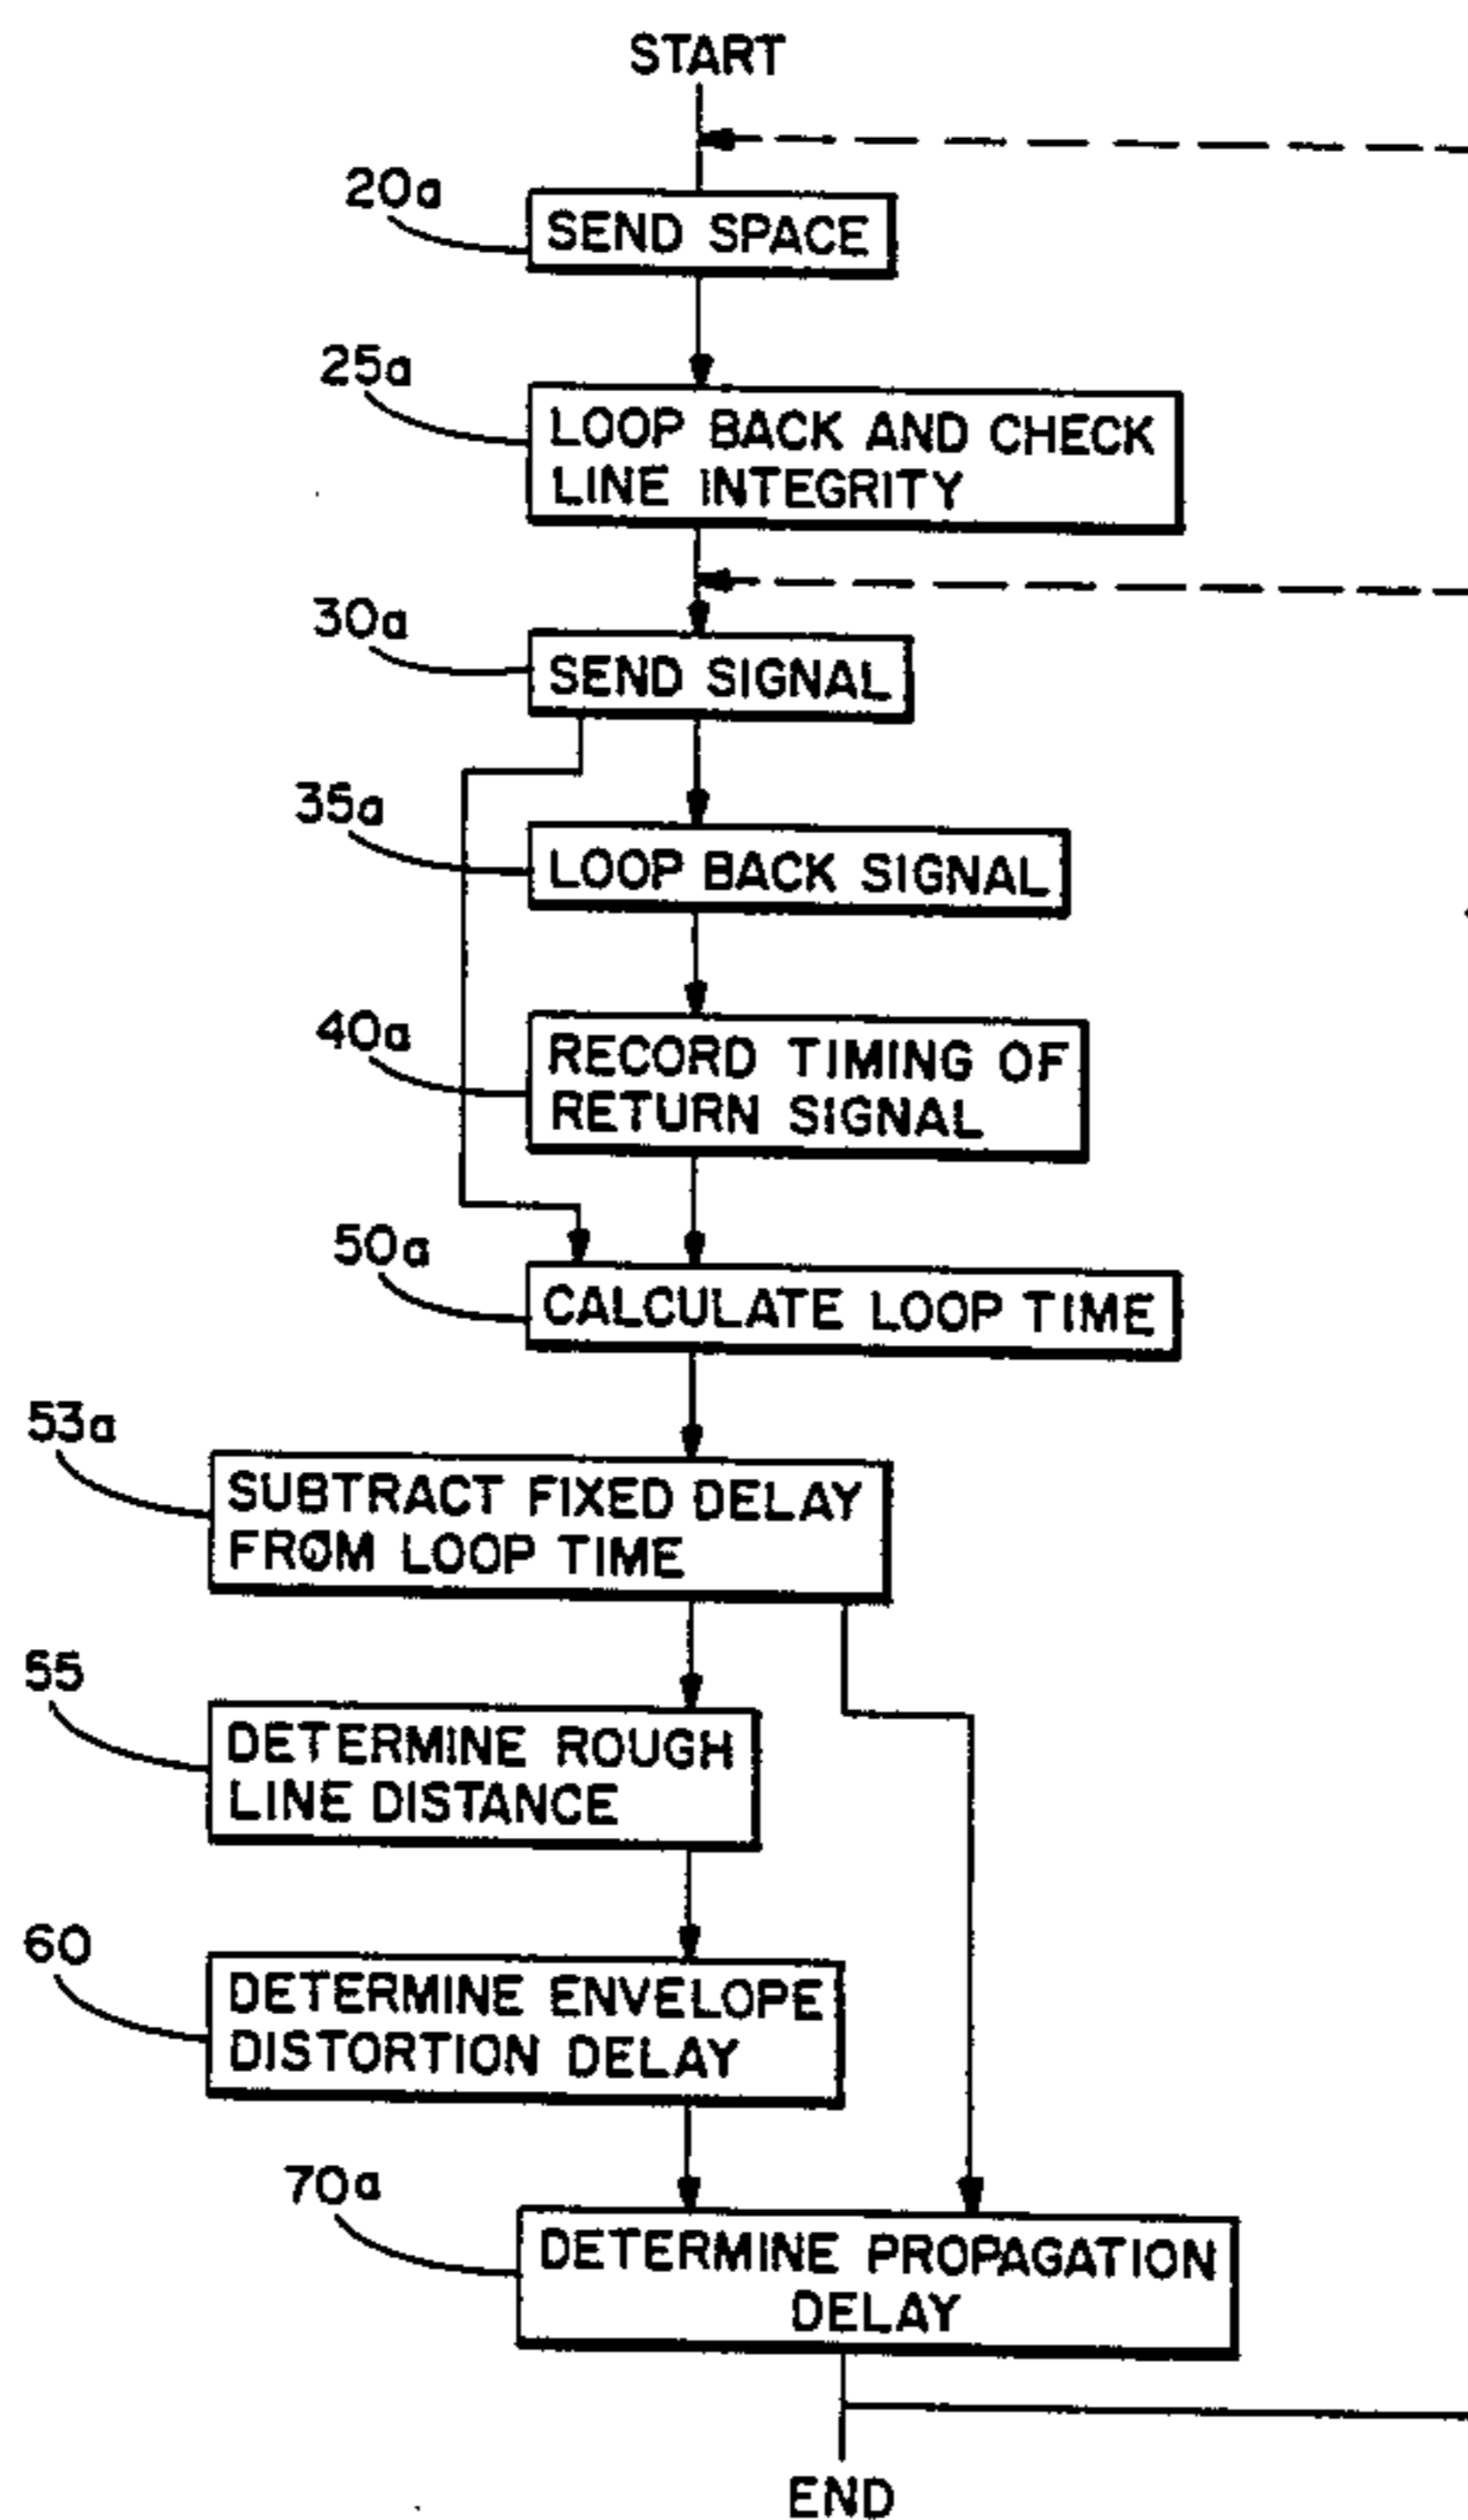 START
20a
SEND SPACE
25a
LOOP BACK AND CHECK
LINE INTEGRITY
30a
SEND SIGNAL
35a
LOOP BACK SIGNAL
40a
RECORD TIMING OF
RETURN SIGNAL
50a
CALCULATE LOOP TIME
53a
SUBTRACT FIXED DELAY
FROM LOOP TIME
55
DETERMINE ROUGH
LINE DISTANCE
60
DETERMINE ENVELOPE
DISTORTION DELAY
70a
DETERMINE PROPAGATION
DELAY
END